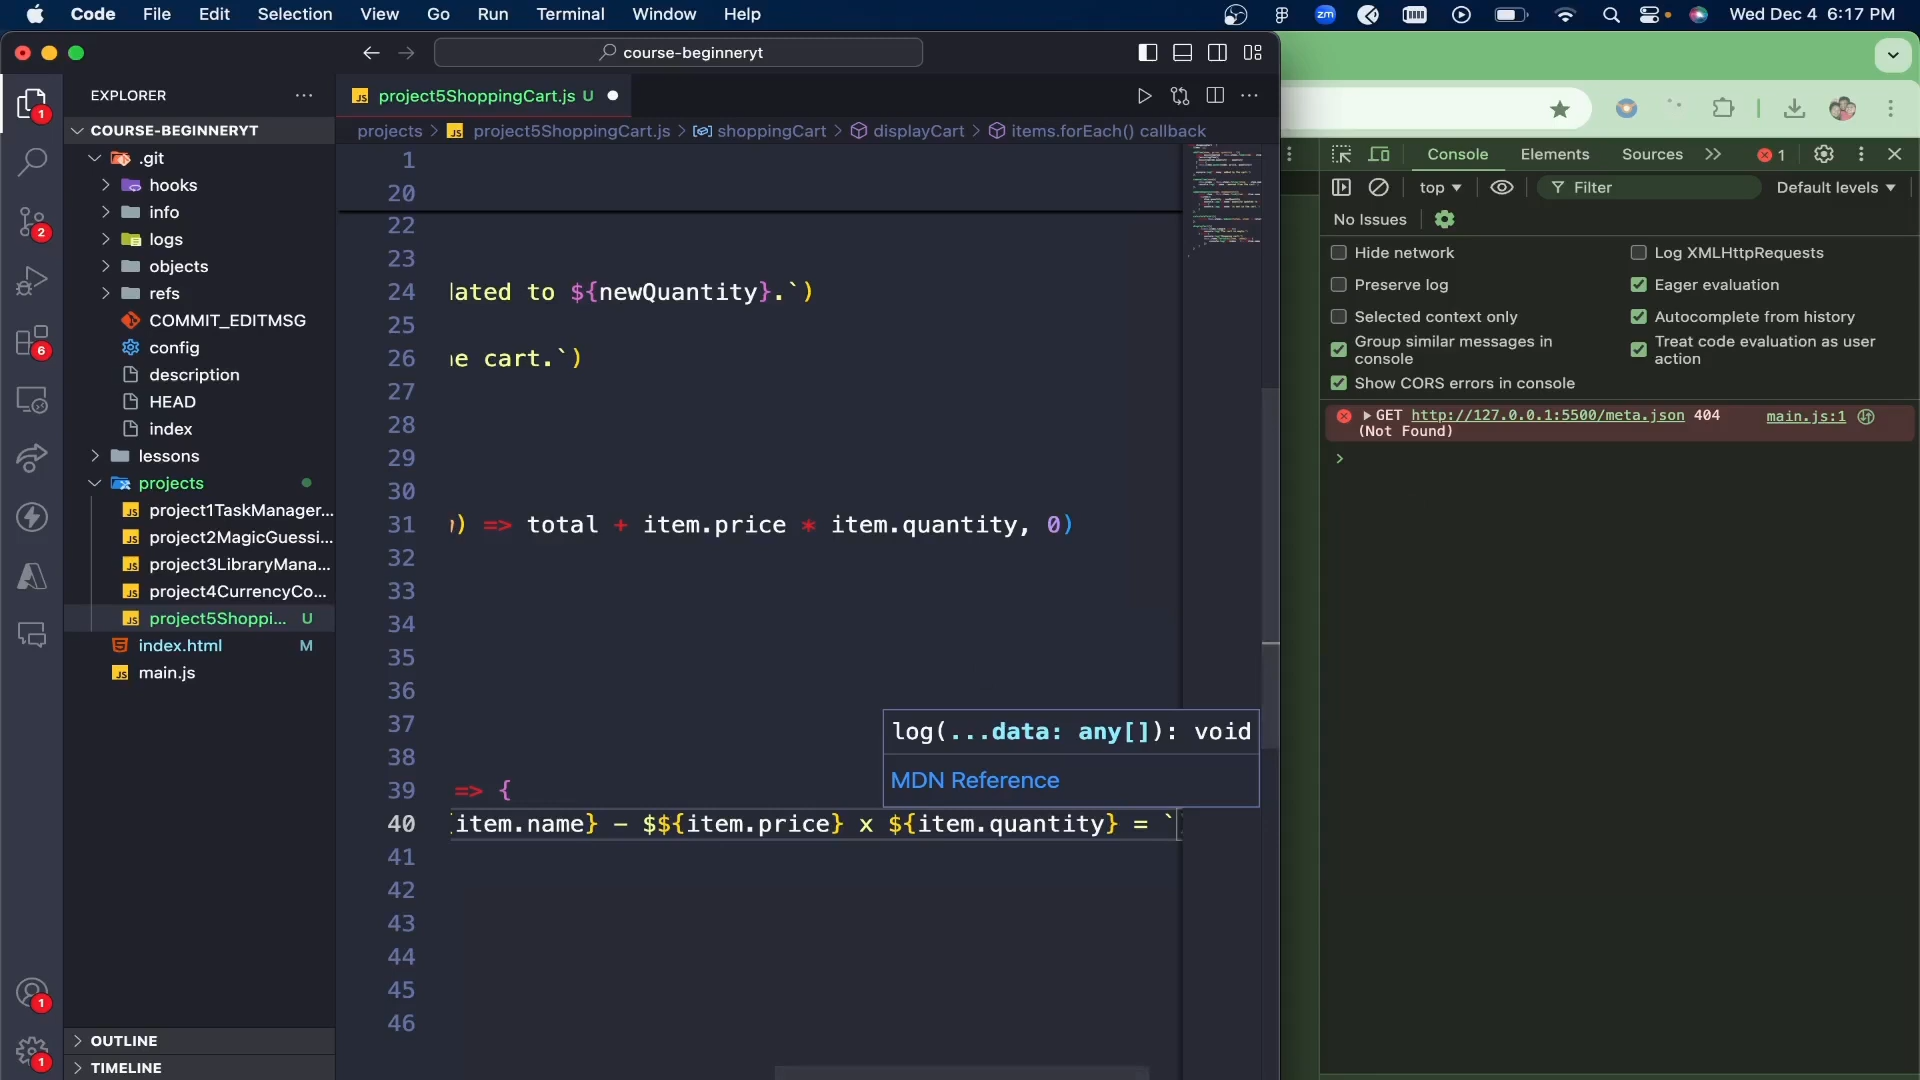 Code File Edit Selection View Go Run Terminal Window Help
zm
Wed Dec 4 6:17 PM
course-beginneryt
EXPLORER
project5ShoppingCart.js U
COURSE-BEGINNERYT
projects > project5ShoppingCart.js > shoppingCart > displayCart > items.forEach() callback
.git
hooks
info
logs
objects
refs
COMMIT_EDITMSG
config
description
HEAD
index
lessons
projects
project1TaskManager...
project2MagicGuessi...
project3LibraryMana...
project4CurrencyCo...
project5Shoppi... U
index.html M
main.js
OUTLINE
TIMELINE
1
2
6
1
1
1
20
22
23
24 lated to ${newQuantity}.`)
25
26 ne cart.`)
27
28
29
30
31 ) => total + item.price * item.quantity, 0)
32
33
34
35
36
37
38
39 => {
40 item.name} - $${item.price} x ${item.quantity} = `
41
42
43
44
45
46
log(...data: any[]): void
MDN Reference
Console Elements Sources 1
top Filter Default levels
No Issues
Hide network
Log XMLHttpRequests
Preserve log
Eager evaluation
Selected context only
Autocomplete from history
Group similar messages in
console
Treat code evaluation as user
action
Show CORS errors in console
GET http://127.0.0.1:5500/meta.json 404 main.js:1
(Not Found)